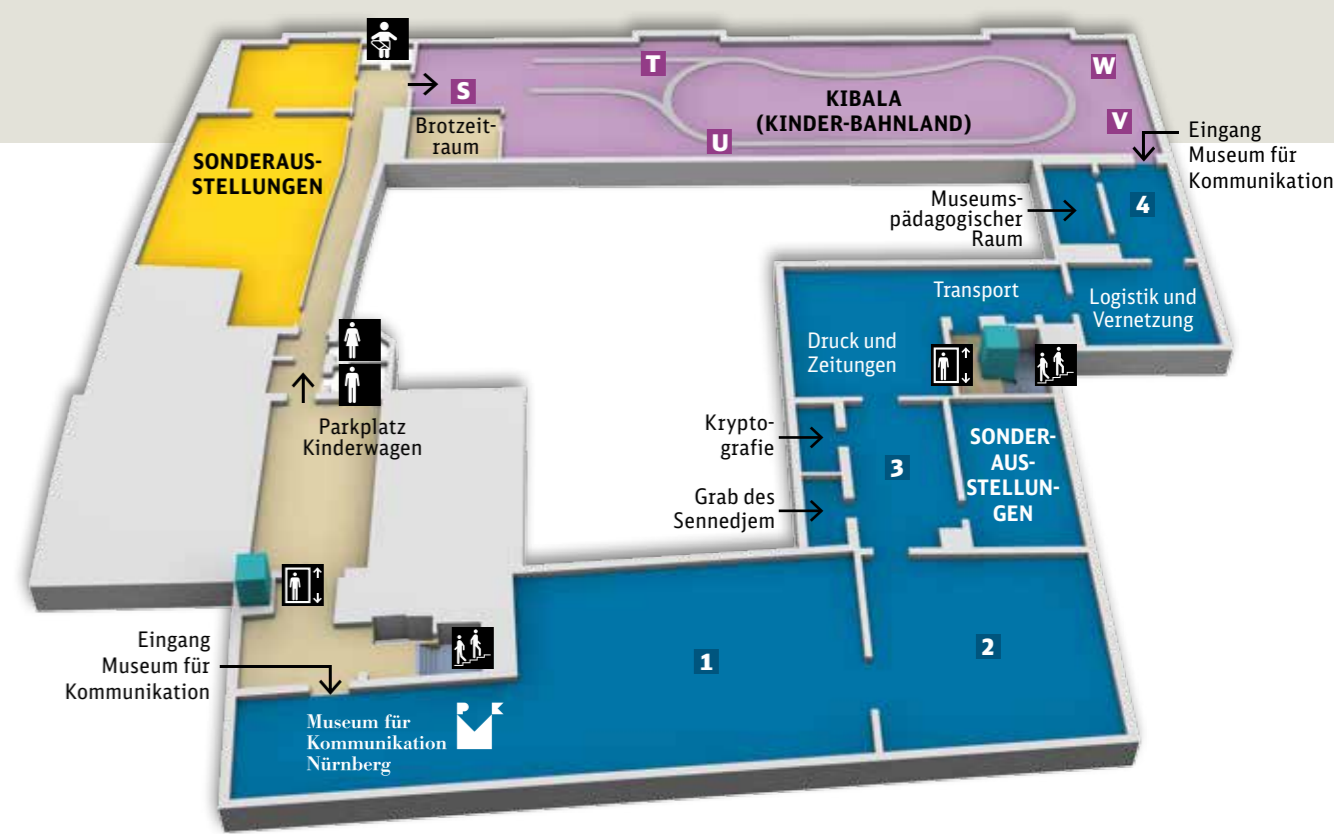 S
T
U
W
V
KIBALA
(KINDER-BAHNLAND)
Brotzeit-
raum
SONDERAUS-
STELLUNGEN
Eingang
Museum für
Kommunikation
Museums-
pädagogischer
Raum
4
Transport
Logistik und
Vernetzung
Druck und
Zeitungen
Parkplatz
Kinderwagen
Krypto-
grafie
3
SONDER-
AUS-
STELLUN-
GEN
Grab des
Sennedjem
Eingang
Museum für
Kommunikation
1
2
Museum für
Kommunikation
Nürnberg